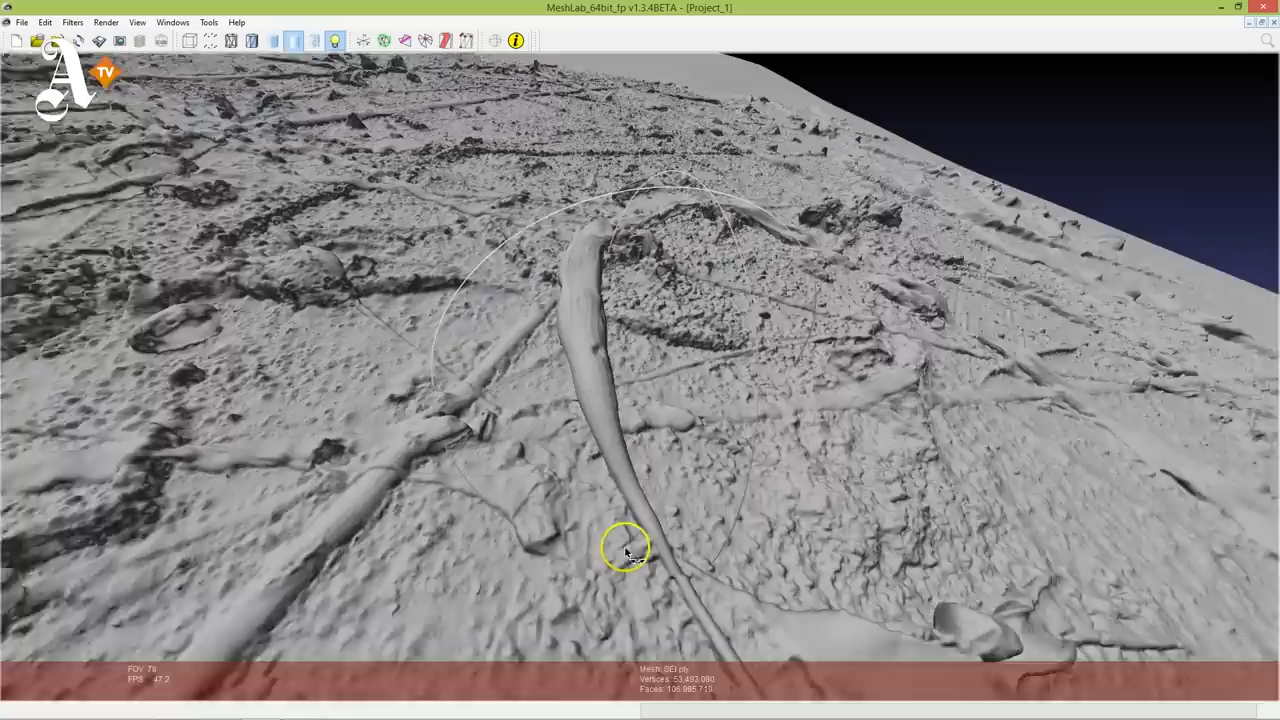 MeshLab_64bit_fp v1.3.4BETA - [Project_1]
File Edit Filters Render View Windows Tools Help
A TV
FOV: 78
FPS: 47.2
Mesh: SEI.ply
Vertices: 53,493,080
Faces: 106,985,719